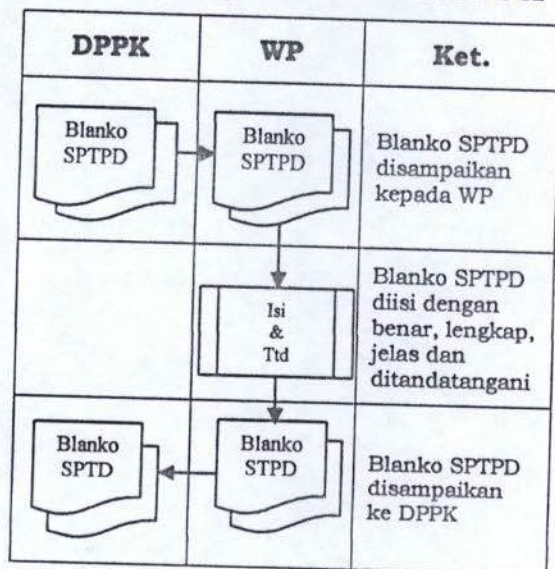 DPPK WP Ket.
Blanko
SPTPD
Blanko
SPTPD
Blanko SPTPD
disampaikan
kepada WP
Isi
&
Ttd
Blanko SPTPD
diisi dengan
benar, lengkap,
jelas dan
ditandatangani
Blanko
SPTD
Blanko
STPD
Blanko SPTPD
disampaikan
ke DPPK